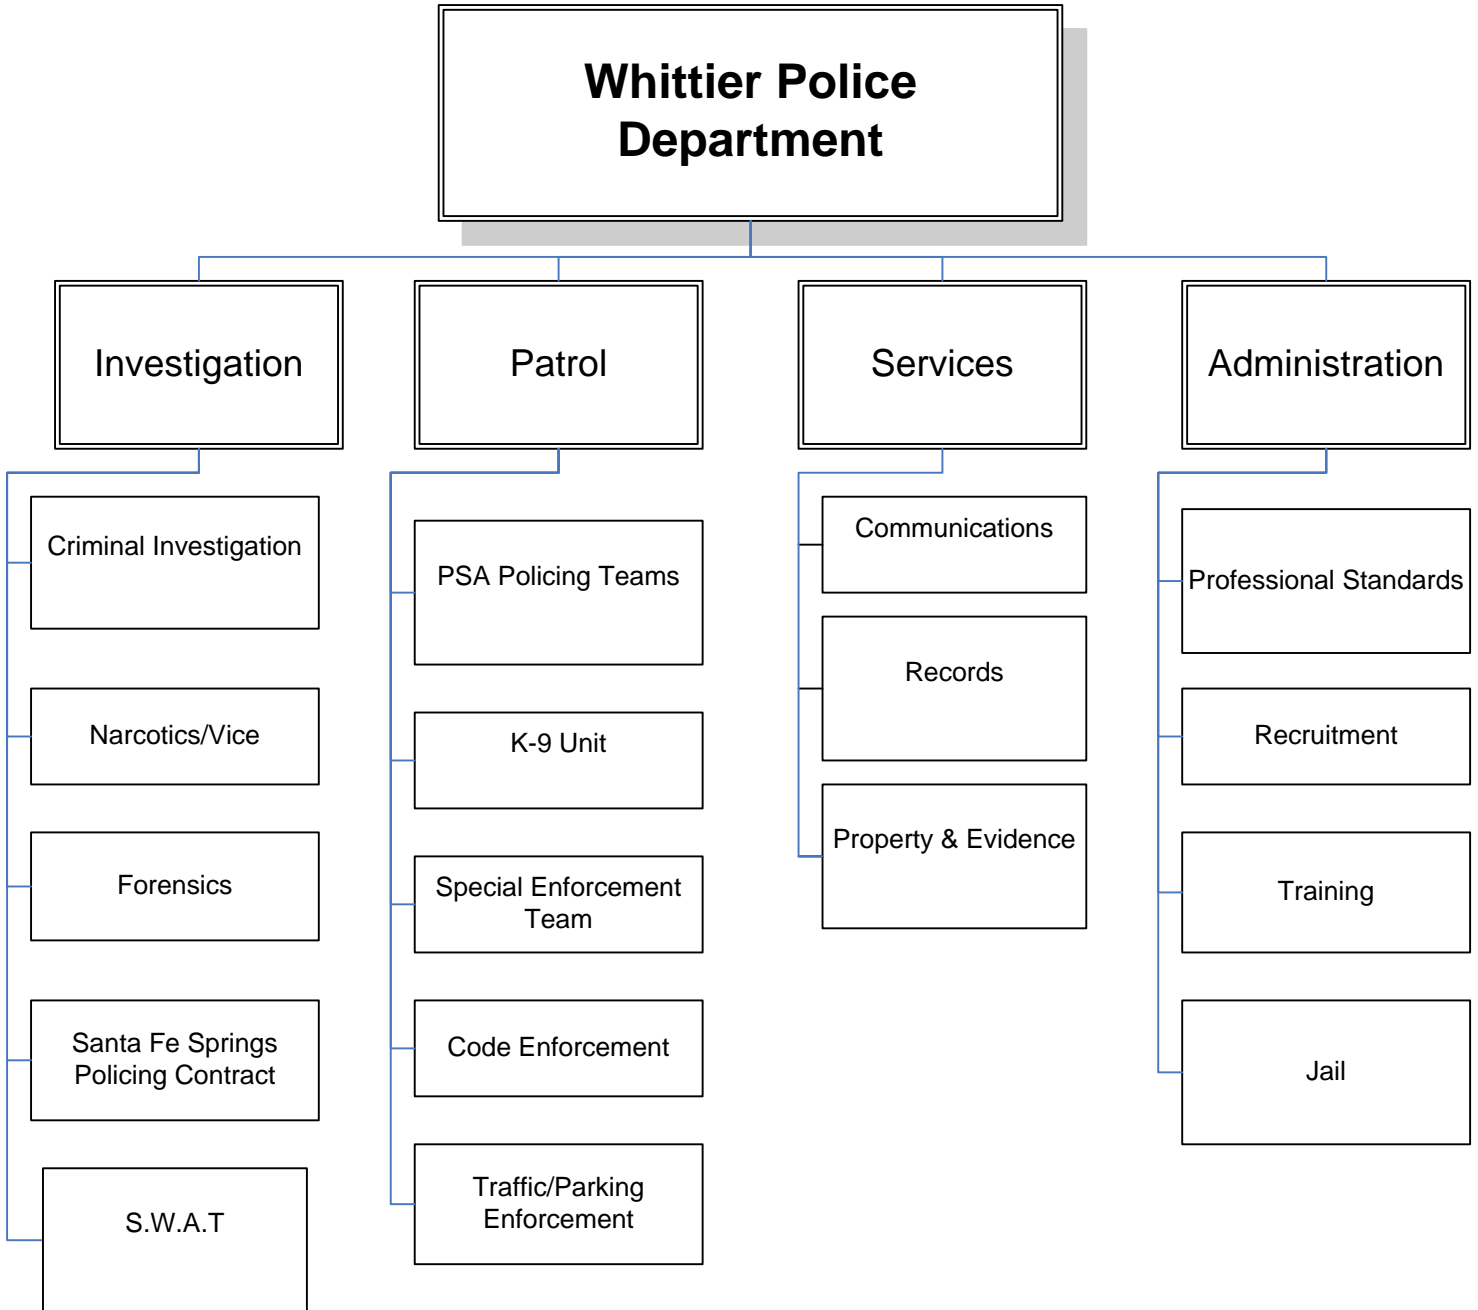 Whittier Police
Department
Investigation
Patrol
Services
Administration
Criminal Investigation
Narcotics/Vice
Forensics
Santa Fe Springs
Policing Contract
S.W.A.T
PSA Policing Teams
K-9 Unit
Special Enforcement
Team
Code Enforcement
Traffic/Parking
Enforcement
Communications
Records
Property & Evidence
Professional Standards
Recruitment
Training
Jail